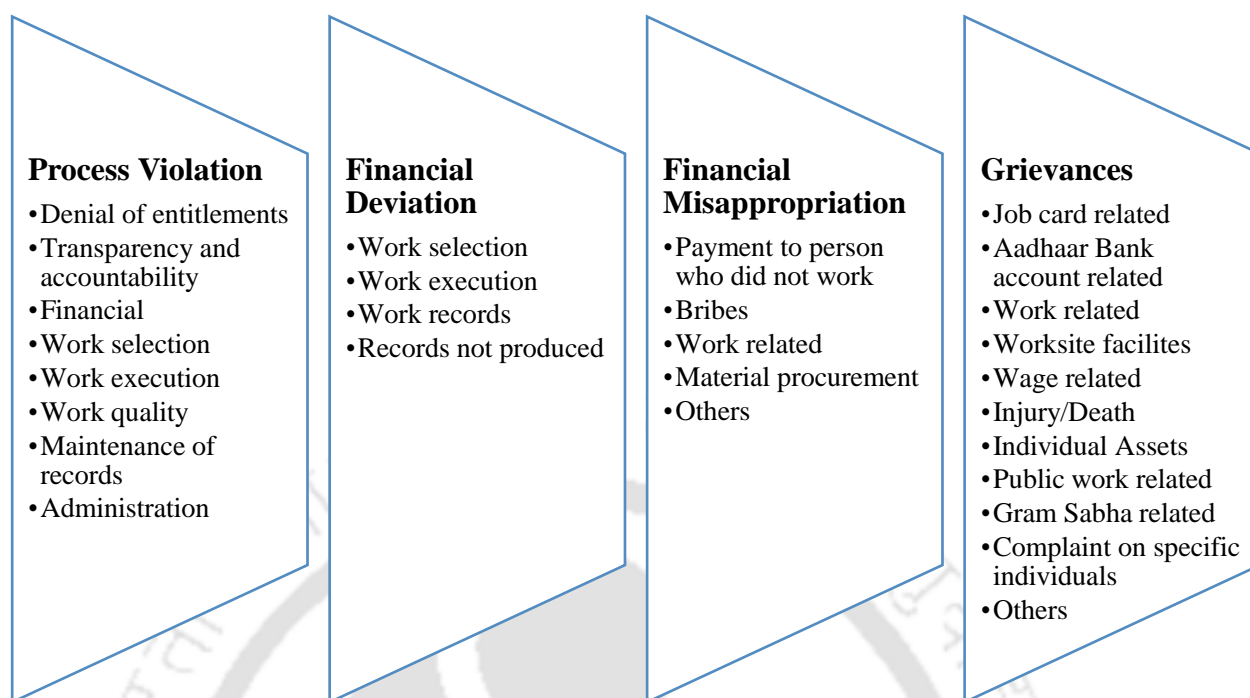 Process Violation
•Denial of entitlements
•Transparency and
accountability
•Financial
•Work selection
•Work execution
•Work quality
•Maintenance of
records
•Administration
Financial
Deviation
•Work selection
•Work execution
•Work records
•Records not produced
Financial
Misappropriation
•Payment to person
who did not work
•Bribes
•Work related
•Material procurement
•Others
Grievances
•Job card related
•Aadhaar Bank
account related
•Work related
•Worksite facilites
•Wage related
•Injury/Death
•Individual Assets
•Public work related
•Gram Sabha related
•Complaint on specific
individuals
•Others